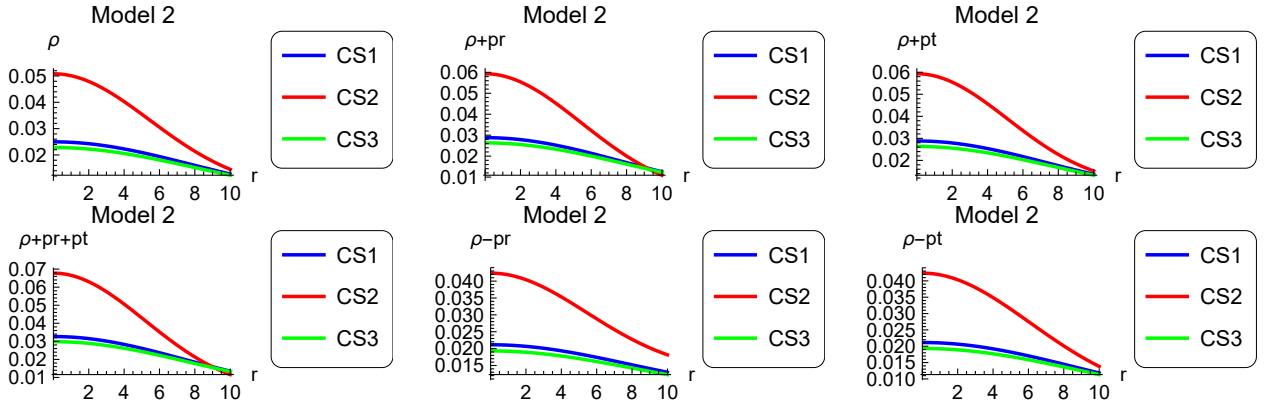 Model 2
ρ
0.05
0.04
0.03
0.02
2 4 6 8 10 r
CS1
CS2
CS3
Model 2
ρ+pr
0.06
0.05
0.04
0.03
0.02
0.01
2 4 6 8 10 r
CS1
CS2
CS3
Model 2
ρ+pt
0.06
0.05
0.04
0.03
0.02
2 4 6 8 10 r
CS1
CS2
CS3
Model 2
ρ+pr+pt
0.07
0.06
0.05
0.04
0.03
0.02
0.01
2 4 6 8 10 r
CS1
CS2
CS3
Model 2
ρ−pr
0.040
0.035
0.030
0.025
0.020
0.015
2 4 6 8 10 r
CS1
CS2
CS3
Model 2
ρ−pt
0.040
0.035
0.030
0.025
0.020
0.015
0.010
2 4 6 8 10 r
CS1
CS2
CS3